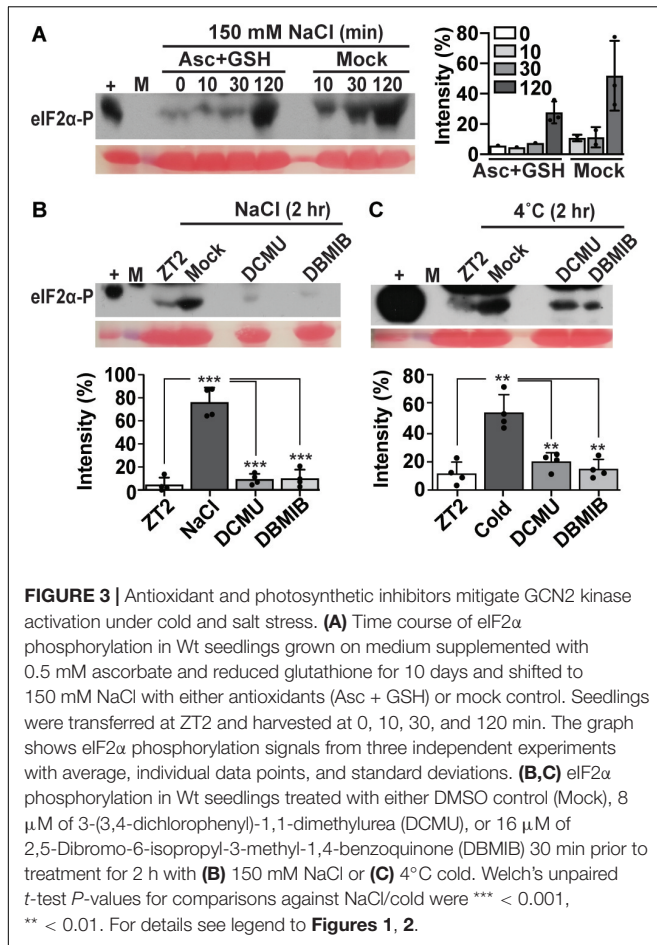 A
150 mM NaCl (min)
Asc+GSH Mock
+ M 0 10 30 120 10 30 120
eIF2α-P
Intensity (%)
80
60
40
20
0
0
10
30
120
Asc+GSH Mock
B
NaCl (2 hr)
+ M ZT2 Mock DCMU DBMIB
eIF2α-P
Intensity (%)
100
80
60
40
20
0
***
***
***
ZT2 NaCl DCMU DBMIB
C
4°C (2 hr)
+ M ZT2 Mock DCMU DBMIB
Intensity (%)
80
60
40
20
0
**
**
**
ZT2 Cold DCMU DBMIB
FIGURE 3 | Antioxidant and photosynthetic inhibitors mitigate GCN2 kinase
activation under cold and salt stress. (A) Time course of eIF2α
phosphorylation in Wt seedlings grown on medium supplemented with
0.5 mM ascorbate and reduced glutathione for 10 days and shifted to
150 mM NaCl with either antioxidants (Asc + GSH) or mock control. Seedlings
were transferred at ZT2 and harvested at 0, 10, 30, and 120 min. The graph
shows eIF2α phosphorylation signals from three independent experiments
with average, individual data points, and standard deviations. (B,C) eIF2α
phosphorylation in Wt seedlings treated with either DMSO control (Mock), 8
μM of 3-(3,4-dichlorophenyl)-1,1-dimethylurea (DCMU), or 16 μM of
2,5-Dibromo-6-isopropyl-3-methyl-1,4-benzoquinone (DBMIB) 30 min prior to
treatment for 2 h with (B) 150 mM NaCl or (C) 4°C cold. Welch's unpaired
t-test P-values for comparisons against NaCl/cold were *** < 0.001,
** < 0.01. For details see legend to Figures 1, 2.